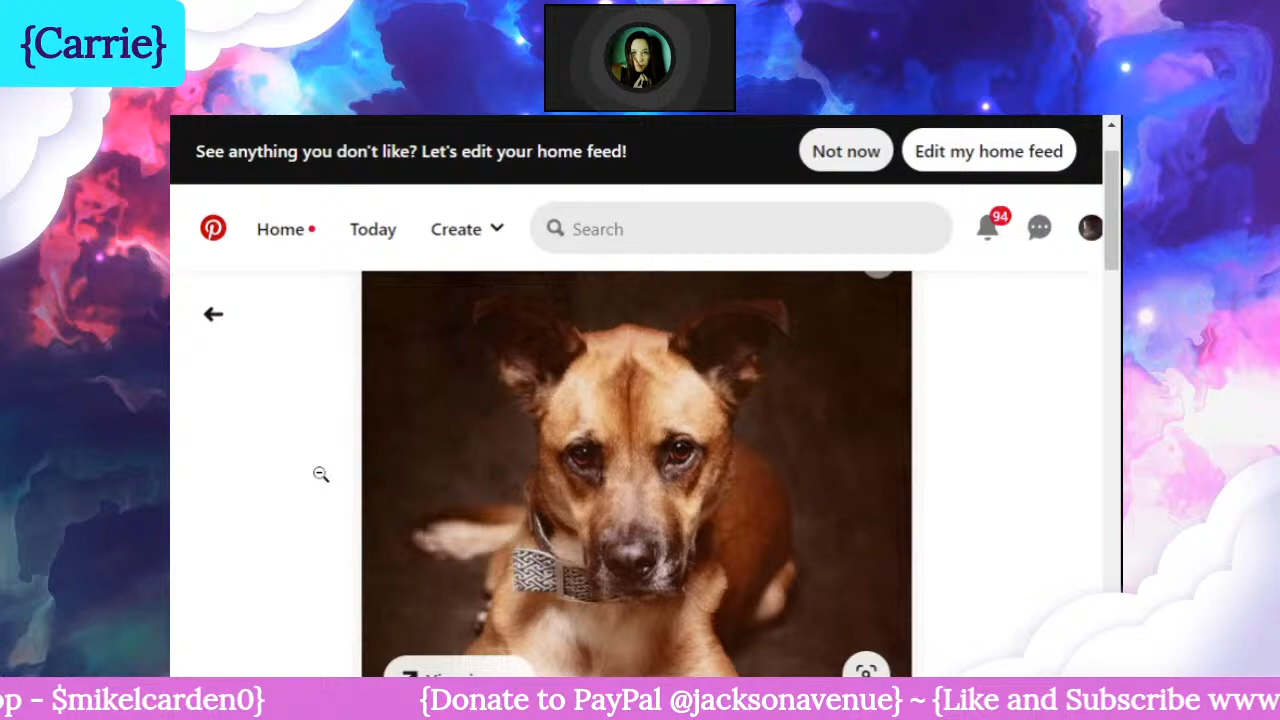 {Carrie}
See anything you don't like? Let's edit your home feed!
Not now
Edit my home feed
Home
Today
Create
Search
94
op - $mikelcarden0}
{Donate to PayPal @jacksonavenue} ~ {Like and Subscribe www